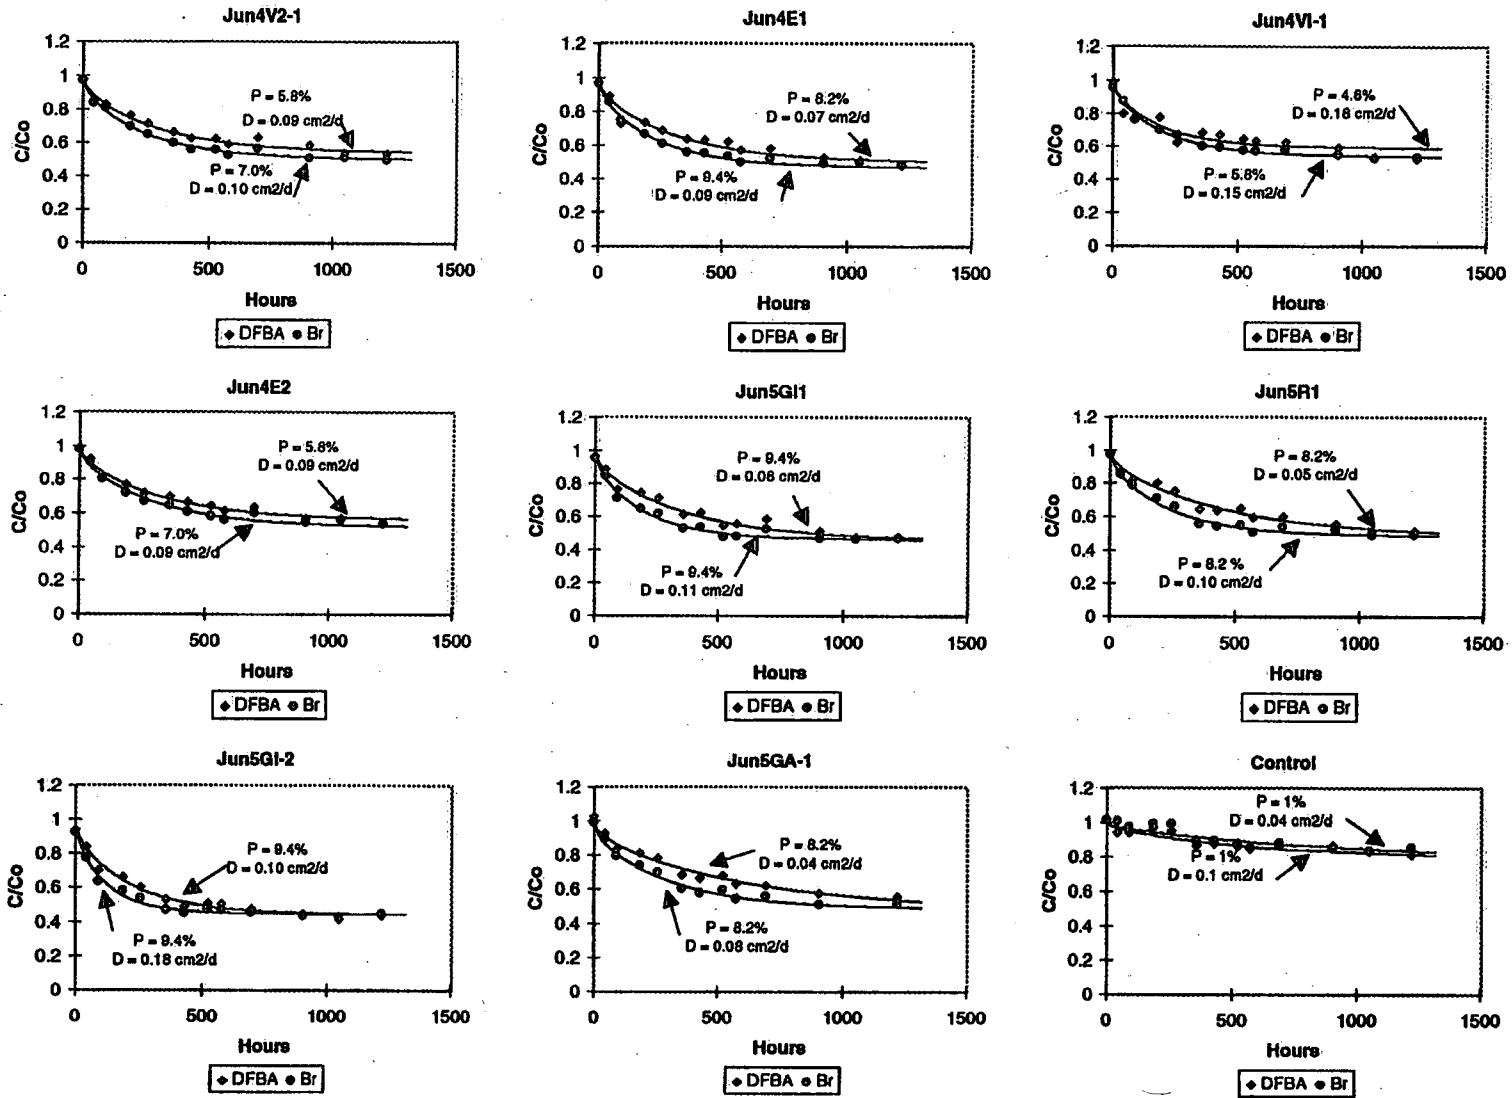 Jun4V2-1
1.2
1
0.8
0.6
0.4
0.2
0
C/Co
P = 5.8%
D = 0.09 cm2/d
P = 7.0%
D = 0.10 cm2/d
0 500 1000 1500
Hours
DFBA Br
Jun4E1
1.2
1
0.8
0.6
0.4
0.2
0
C/Co
P = 8.2%
D = 0.07 cm2/d
P = 9.4%
D = 0.09 cm2/d
0 500 1000 1500
Hours
DFBA Br
Jun4VI-1
1.2
1
0.8
0.6
0.4
0.2
0
C/Co
P = 4.6%
D = 0.18 cm2/d
P = 5.8%
D = 0.15 cm2/d
0 500 1000 1500
Hours
DFBA Br
Jun4E2
1.2
1
0.8
0.6
0.4
0.2
0
C/Co
P = 5.8%
D = 0.09 cm2/d
P = 7.0%
D = 0.09 cm2/d
0 500 1000 1500
Hours
DFBA Br
Jun5GI1
1.2
1
0.8
0.6
0.4
0.2
0
C/Co
P = 9.4%
D = 0.06 cm2/d
P = 9.4%
D = 0.11 cm2/d
0 500 1000 1500
Hours
DFBA Br
Jun5R1
1.2
1
0.8
0.6
0.4
0.2
0
C/Co
P = 8.2%
D = 0.05 cm2/d
P = 8.2 %
D = 0.10 cm2/d
0 500 1000 1500
Hours
DFBA Br
Jun5GI-2
1.2
1
0.8
0.6
0.4
0.2
0
C/Co
P = 9.4%
D = 0.10 cm2/d
P = 9.4%
D = 0.18 cm2/d
0 500 1000 1500
Hours
DFBA Br
Jun5GA-1
1.2
1
0.8
0.6
0.4
0.2
0
C/Co
P = 8.2%
D = 0.04 cm2/d
P = 8.2%
D = 0.08 cm2/d
0 500 1000 1500
Hours
DFBA Br
Control
1.2
1
0.8
0.6
0.4
0.2
0
C/Co
P = 1%
D = 0.04 cm2/d
P = 1%
D = 0.1 cm2/d
0 500 1000 1500
Hours
DFBA Br